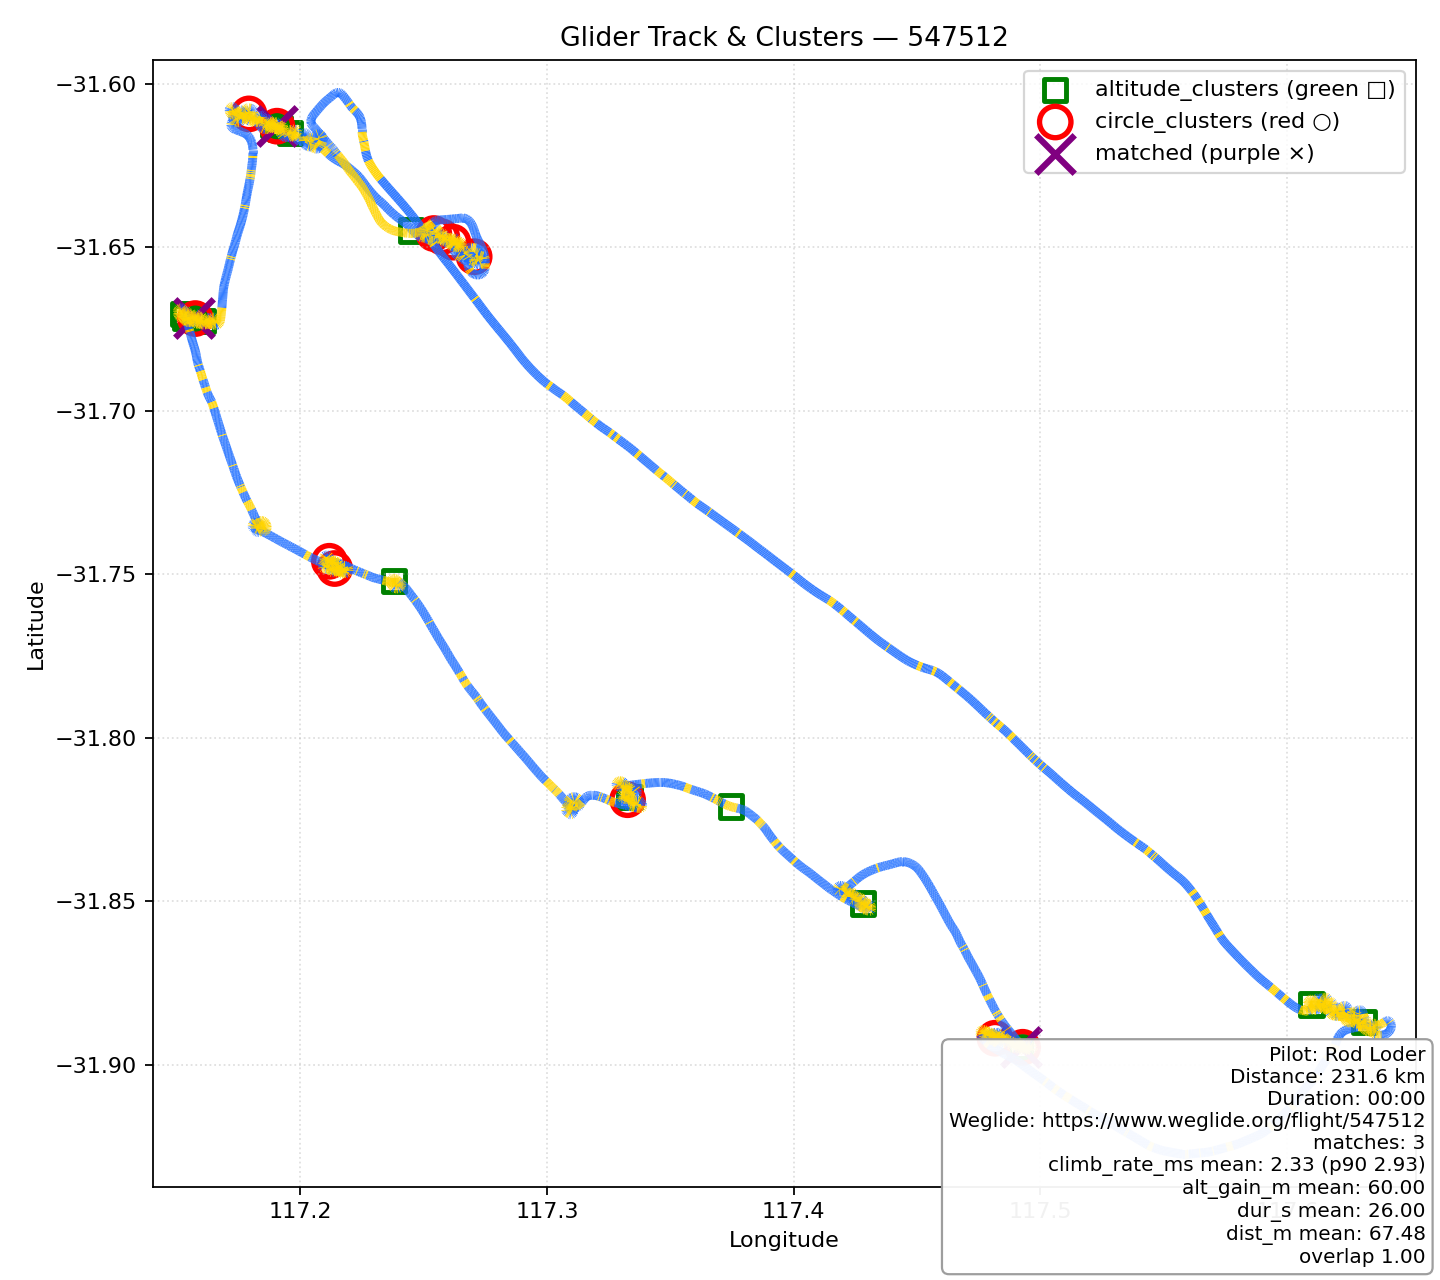 Glider Track & Clusters — 547512
altitude_clusters (green □)
circle_clusters (red ○)
matched (purple ×)
−31.60
−31.65
−31.70
−31.75
−31.80
−31.85
−31.90
Latitude
117.2
117.3
117.4
117.5
Longitude
Pilot: Rod Loder
Distance: 231.6 km
Duration: 00:00
Weglide: https://www.weglide.org/flight/547512
matches: 3
climb_rate_ms mean: 2.33 (p90 2.93)
alt_gain_m mean: 60.00
dur_s mean: 26.00
dist_m mean: 67.48
overlap 1.00